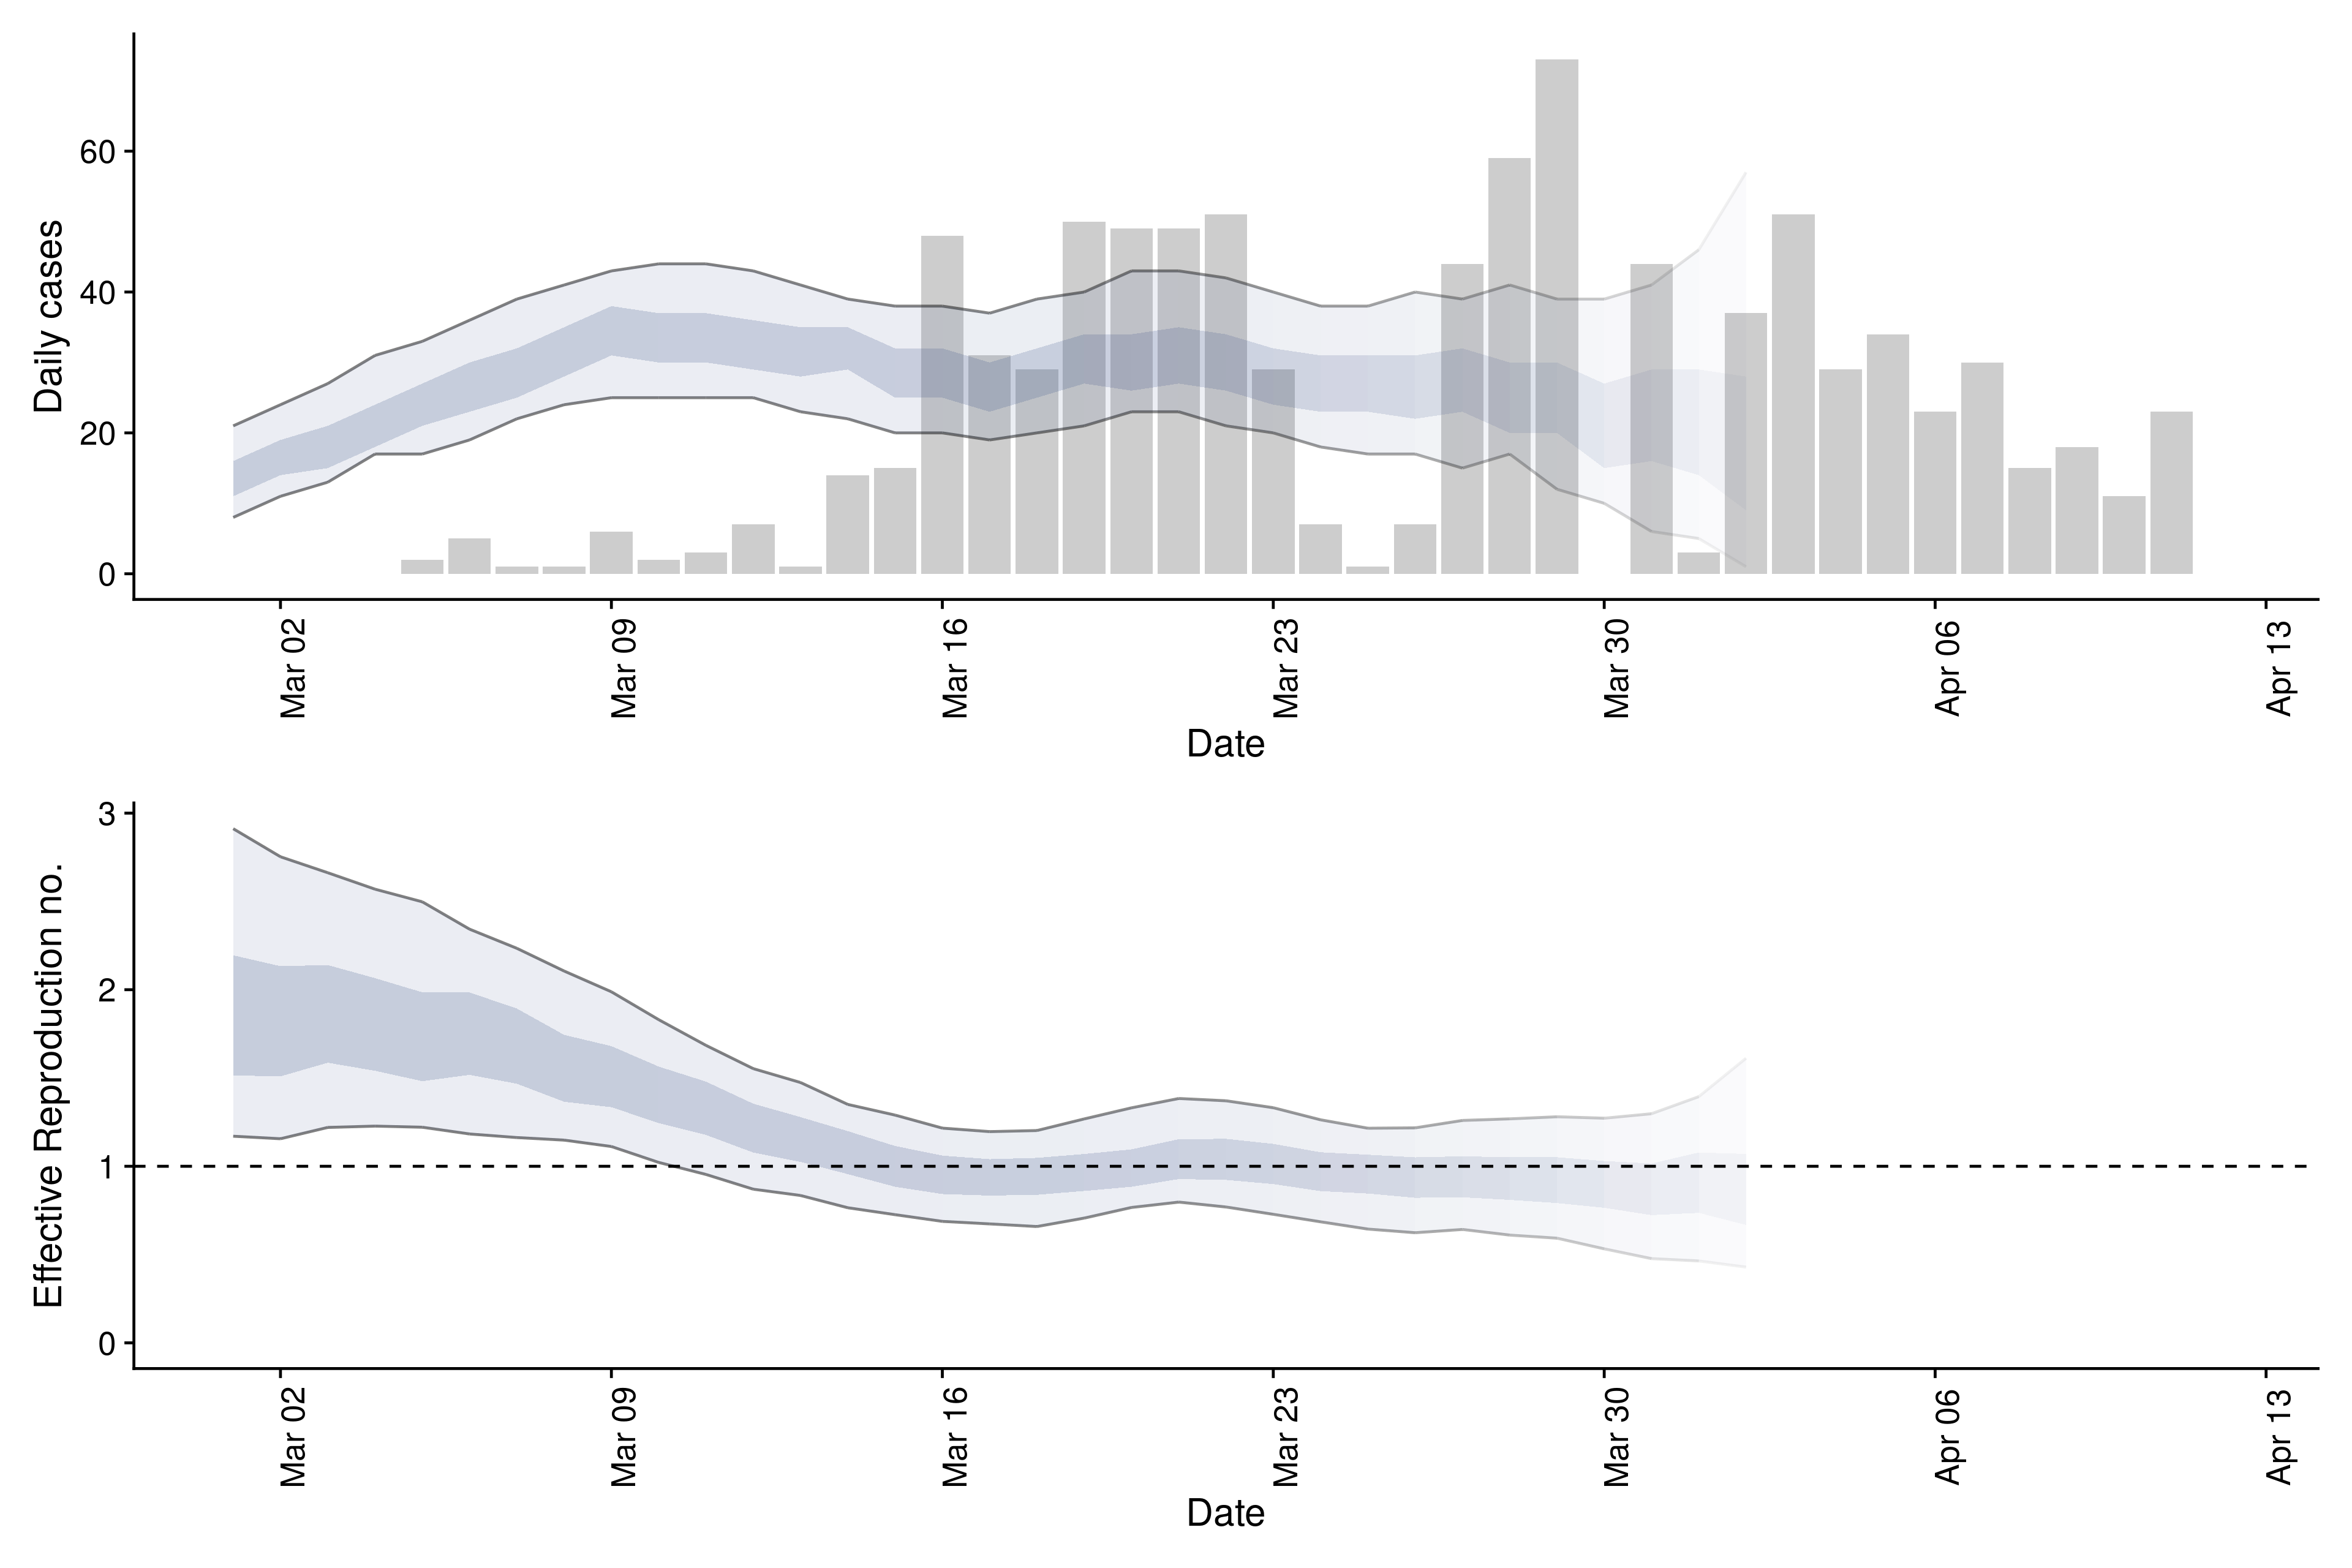 Daily cases
60
40
20
0
Mar 02
Mar 09
Mar 16
Mar 23
Mar 30
Apr 06
Apr 13
Date
Effective Reproduction no.
3
2
1
0
Mar 02
Mar 09
Mar 16
Mar 23
Mar 30
Apr 06
Apr 13
Date